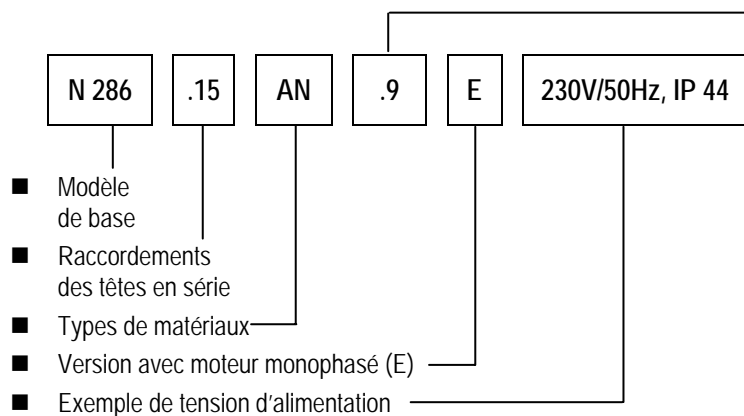 N 286 .15 AN .9 E 230V/50Hz, IP 44
■ Modèle
de base
■ Raccordements
des têtes en série
■ Types de matériaux
■ Version avec moteur monophasé (E)
■ Exemple de tension d'alimentation